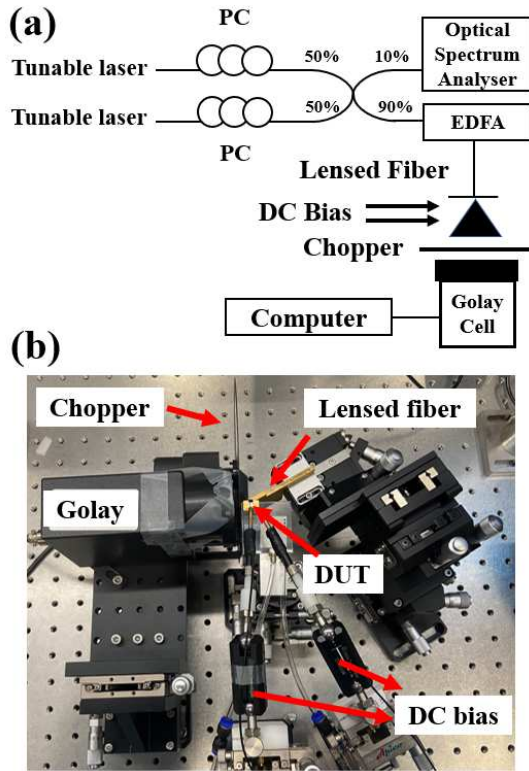 (a)
PC
Tunable laser
50%
10%
Optical
Spectrum
Analyser
Tunable laser
50%
90%
EDFA
PC
Lensed Fiber
DC Bias
Chopper
Golay
Cell
Computer
(b)
Chopper
Lensed fiber
Golay
DUT
DC bias